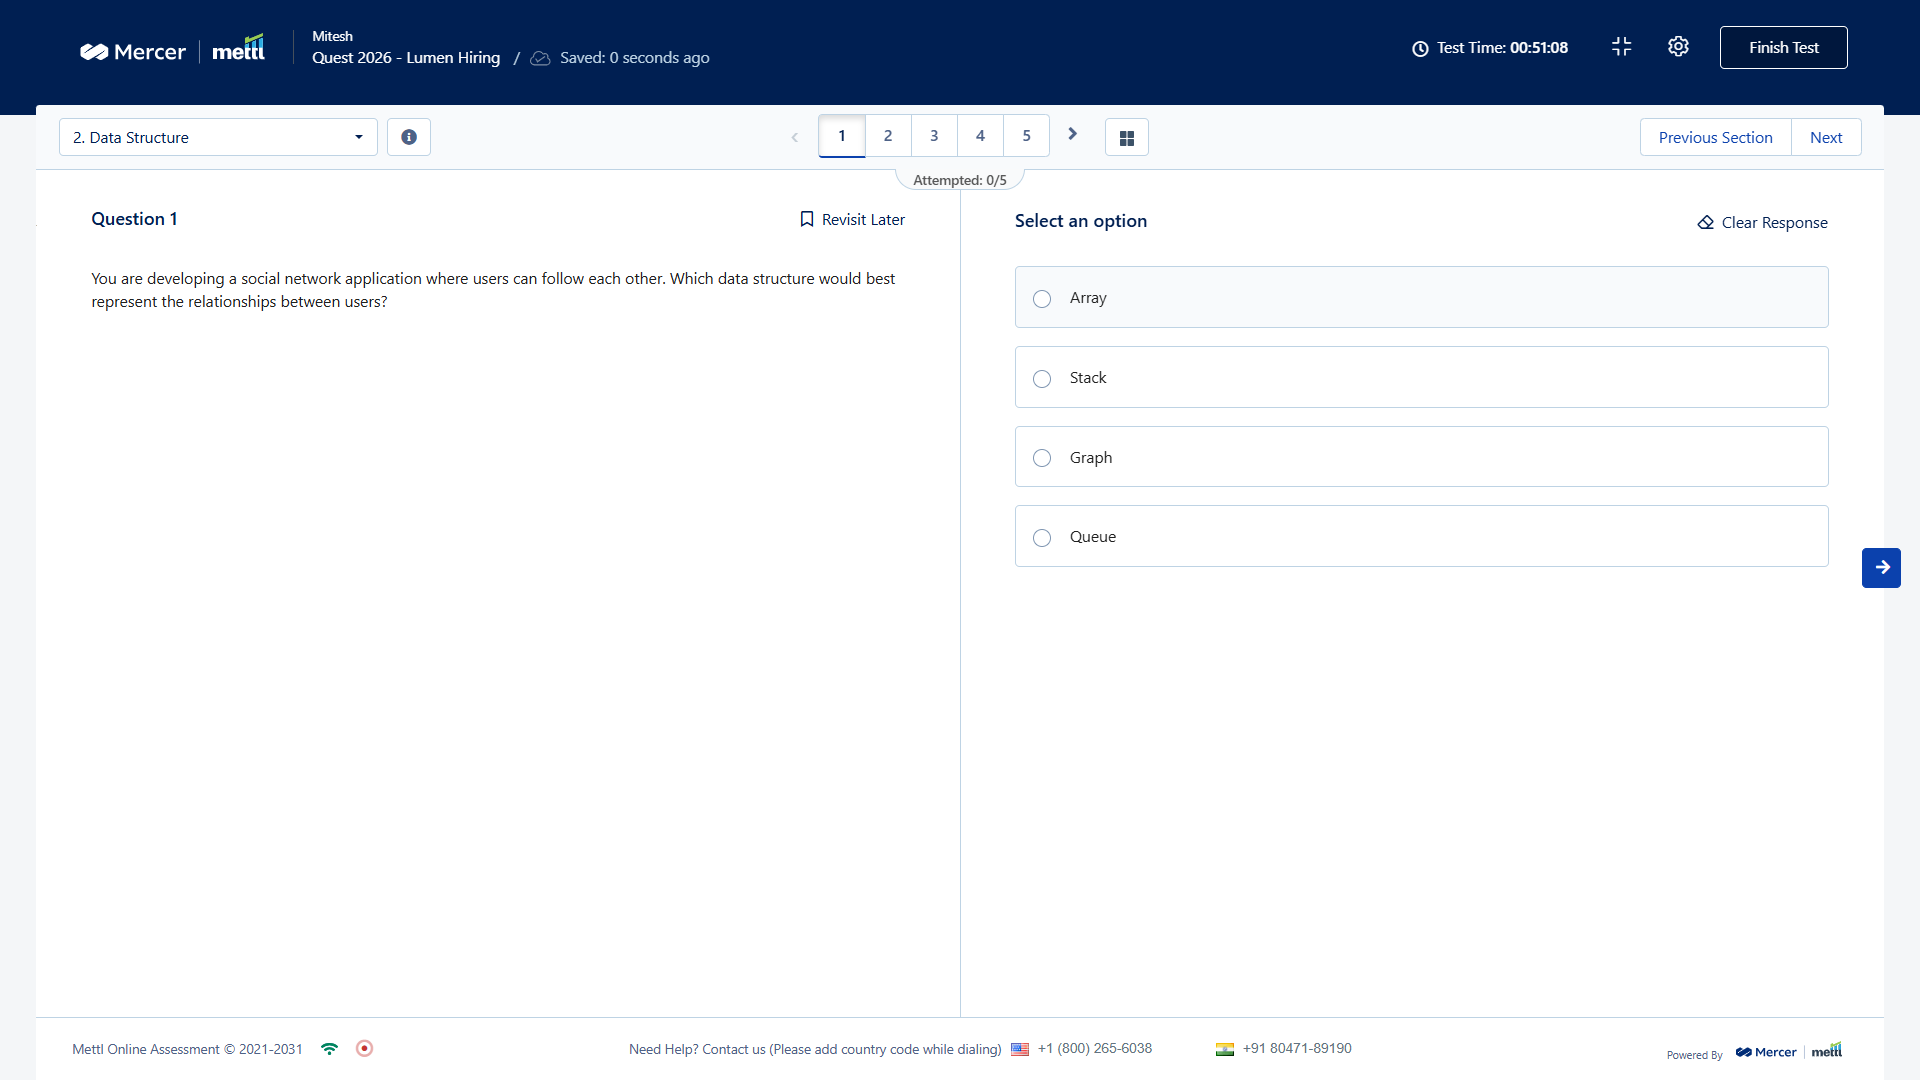 Mercer
mettl
Mitesh
Quest 2026 - Lumen Hiring / Saved: 0 seconds ago
Test Time: 00:51:08
Finish Test
2. Data Structure
1 2 3 4 5
Previous Section
Next
Attempted: 0/5
Question 1
Revisit Later
You are developing a social network application where users can follow each other. Which data structure would best
represent the relationships between users?
Select an option
Clear Response
Array
Stack
Graph
Queue
Mettl Online Assessment © 2021-2031
Need Help? Contact us (Please add country code while dialing)
+1 (800) 265-6038
+91 80471-89190
Powered By
Mercer
mettl